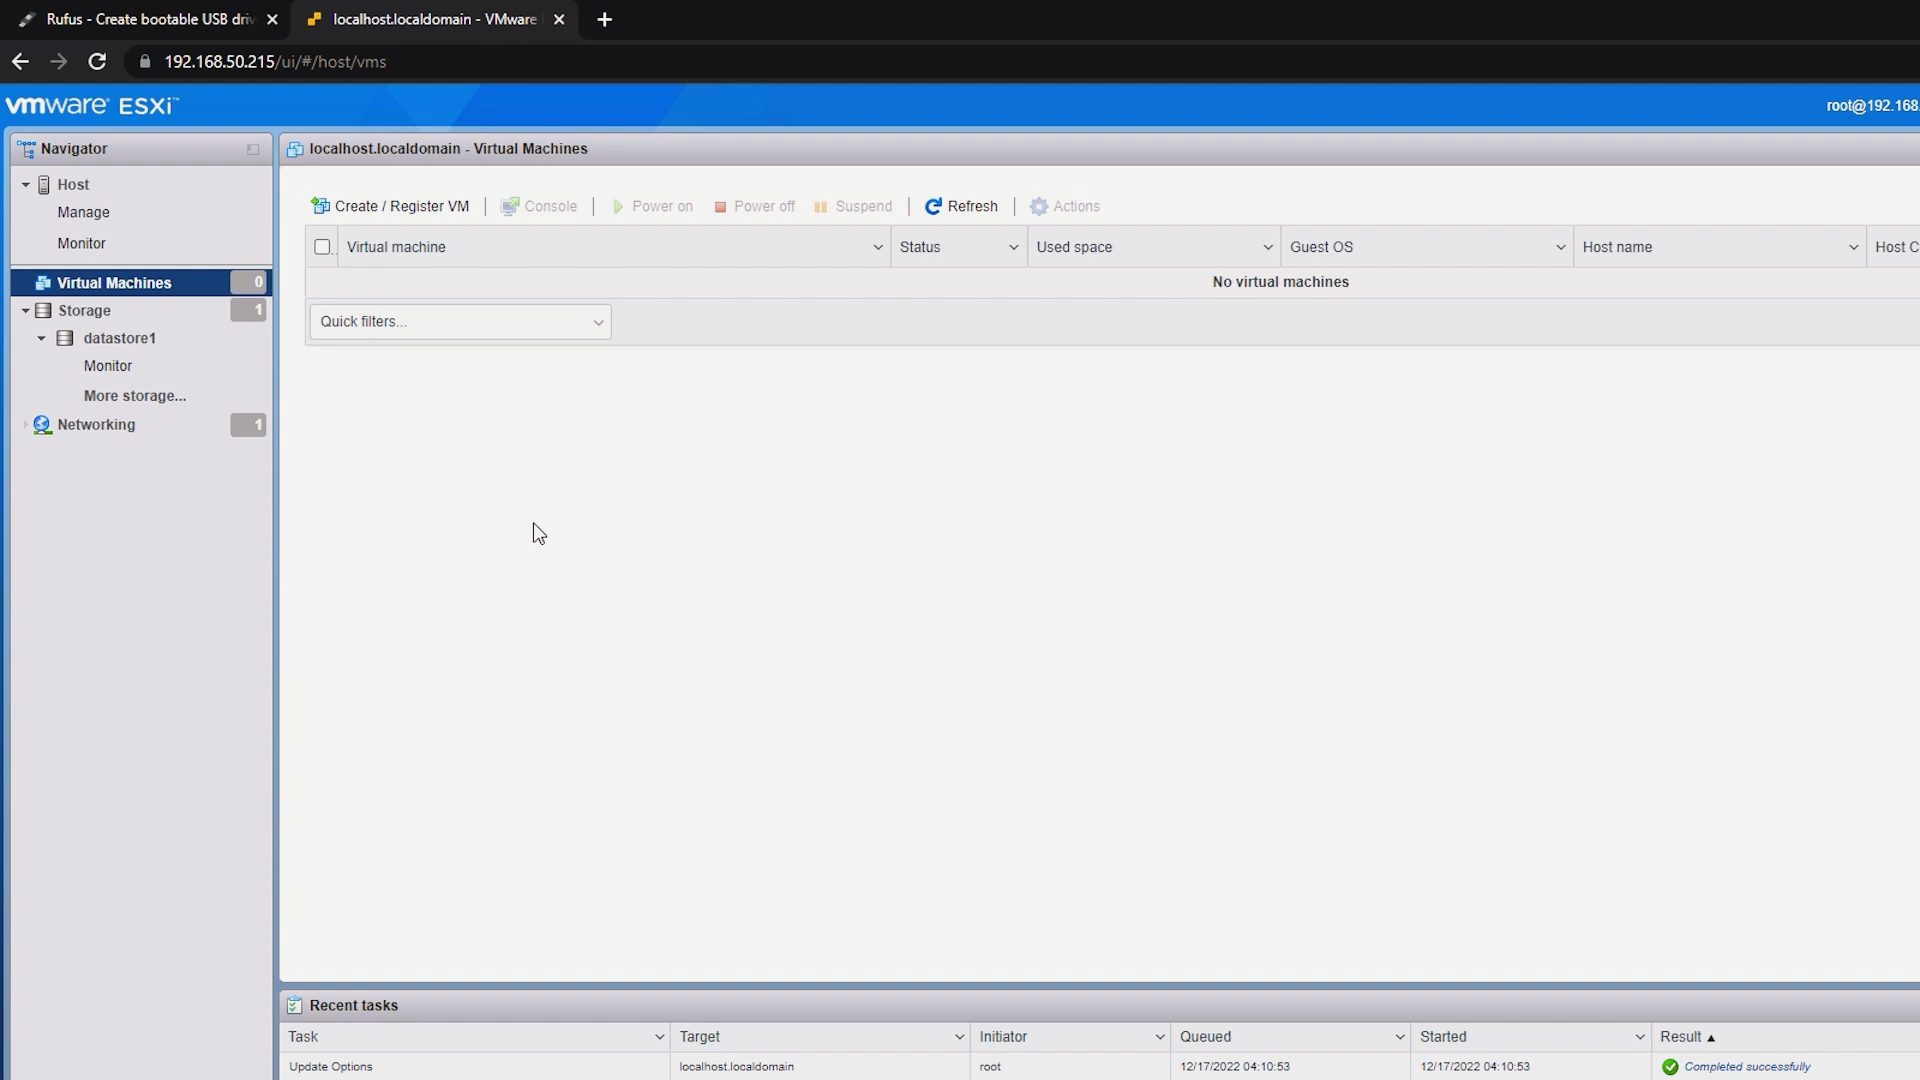 Rufus - Create bootable USB driv
localhost.localdomain - VMware
192.168.50.215/ui/#/host/vms
vmware ESXi™
root@192.168.
Navigator
localhost.localdomain - Virtual Machines
Host
Manage
Monitor
Virtual Machines 0
Storage 1
datastore1
Monitor
More storage...
Networking 1
Create / Register VM | Console | Power on Power off Suspend | Refresh | Actions
Virtual machine Status Used space Guest OS Host name Host C
No virtual machines
Quick filters...
Recent tasks
Task Target Initiator Queued Started Result ▲
Update Options localhost.localdomain root 12/17/2022 04:10:53 12/17/2022 04:10:53 Completed successfully